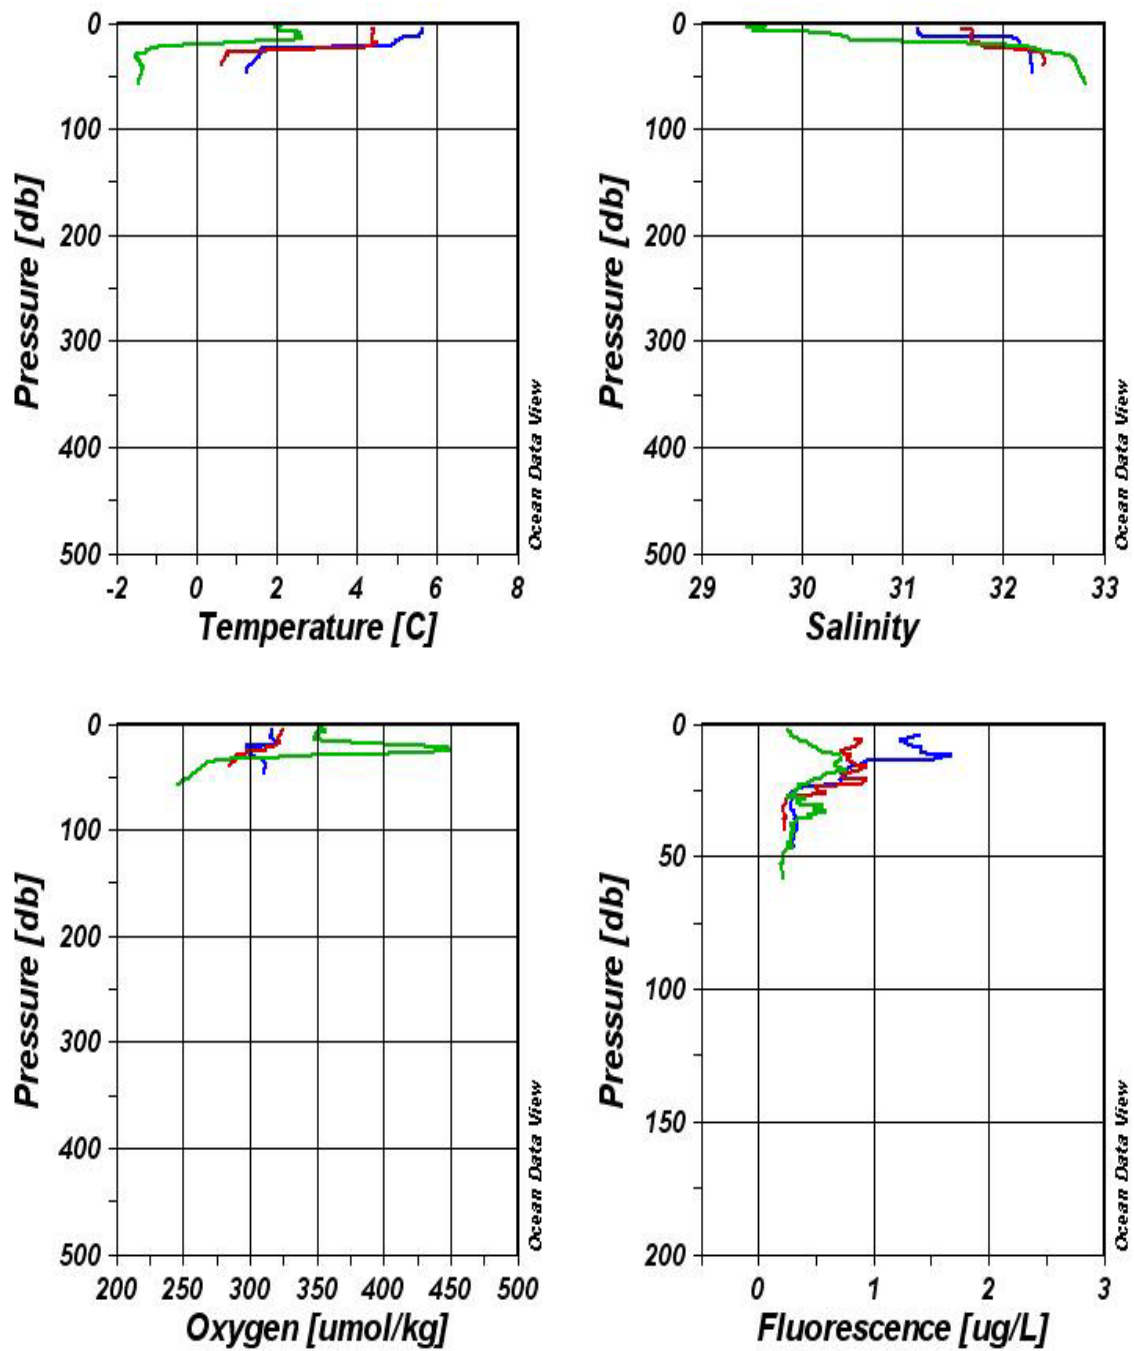 0
100
200
300
400
500
Pressure [db]
-2 0 2 4 6 8
Temperature [C]
Ocean Data View
0
100
200
300
400
500
Pressure [db]
29 30 31 32 33
Salinity
Ocean Data View
0
100
200
300
400
500
Pressure [db]
200 250 300 350 400 450 500
Oxygen [umol/kg]
Ocean Data View
0
50
100
150
200
Pressure [db]
0 1 2 3
Fluorescence [ug/L]
Ocean Data View